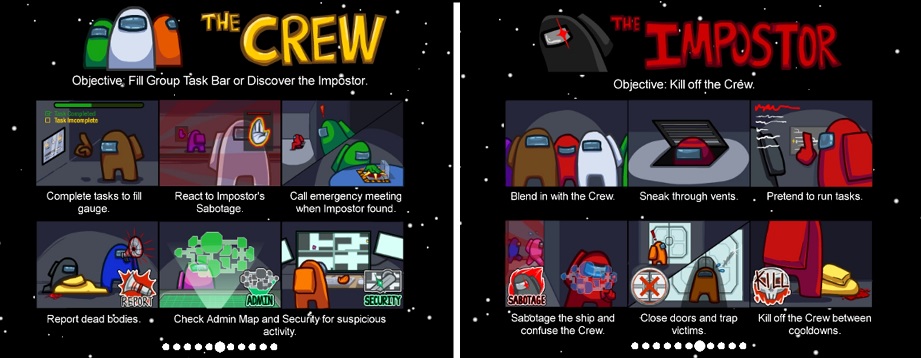 THE CREW
Objective: Fill Group Task Bar or Discover the Impostor.
Task Completed
Task Incomplete
Complete tasks to fill
gauge.
React to Impostor's
Sabotage.
Call emergency meeting
when Impostor found.
REPORT
ADMIN
SECURITY
Report dead bodies.
Check Admin Map and Security for suspicious
activity.
THE IMPOSTOR
Objective: Kill off the Crew.
Blend in with the Crew.
Sneak through vents.
Pretend to run tasks.
SABOTAGE
KILL
Sabotage the ship and
confuse the Crew.
Close doors and trap
victims.
Kill off the Crew between
cooldowns.